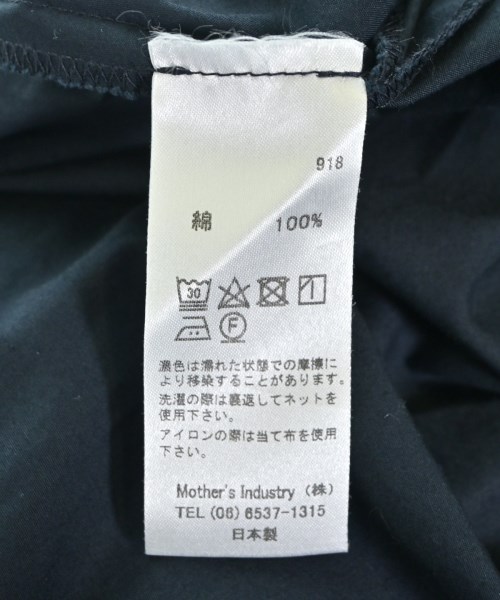 918
綿 100%
30
F
濃色は濡れた状態での摩擦に
より移染することがあります。
洗濯の際は裏返してネットを
使用下さい。
アイロンの際は当て布を使用
下さい。
Mother's Industry (株)
TEL (06) 6537-1315
日本製